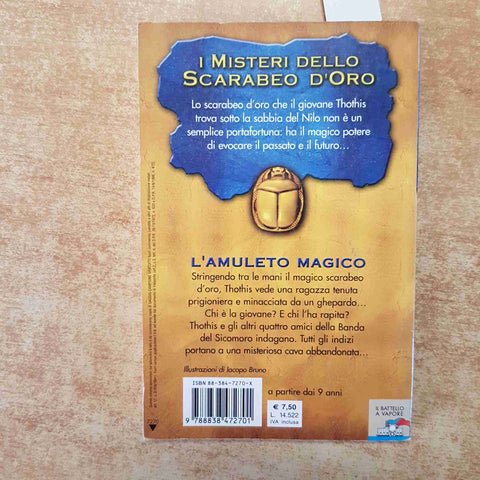 I MISTERI DELLO
SCARABEO D'ORO
Lo scarabeo d'oro che il giovane Thothis
trova sotto la sabbia del Nilo non è un
semplice portafortuna: ha il magico potere
di evocare il passato e il futuro...
L'AMULETO MAGICO
Stringendo tra le mani il magico scarabeo
d'oro, Thothis vede una ragazza tenuta
prigioniera e minacciata da un ghepardo...
Chi è la giovane? E chi l'ha rapita?
Thothis e gli altri quattro amici della Banda
del Sicomoro indagano. Tutti gli indizi
portano a una misteriosa cava abbandonata...
Illustrazioni di Iacopo Bruno
ISBN 88-384-7270-X
9 788838 472701
€ 7,50
L. 14.522
IVA inclusa
a partire dai 9 anni
IL BATTELLO
A VAPORE